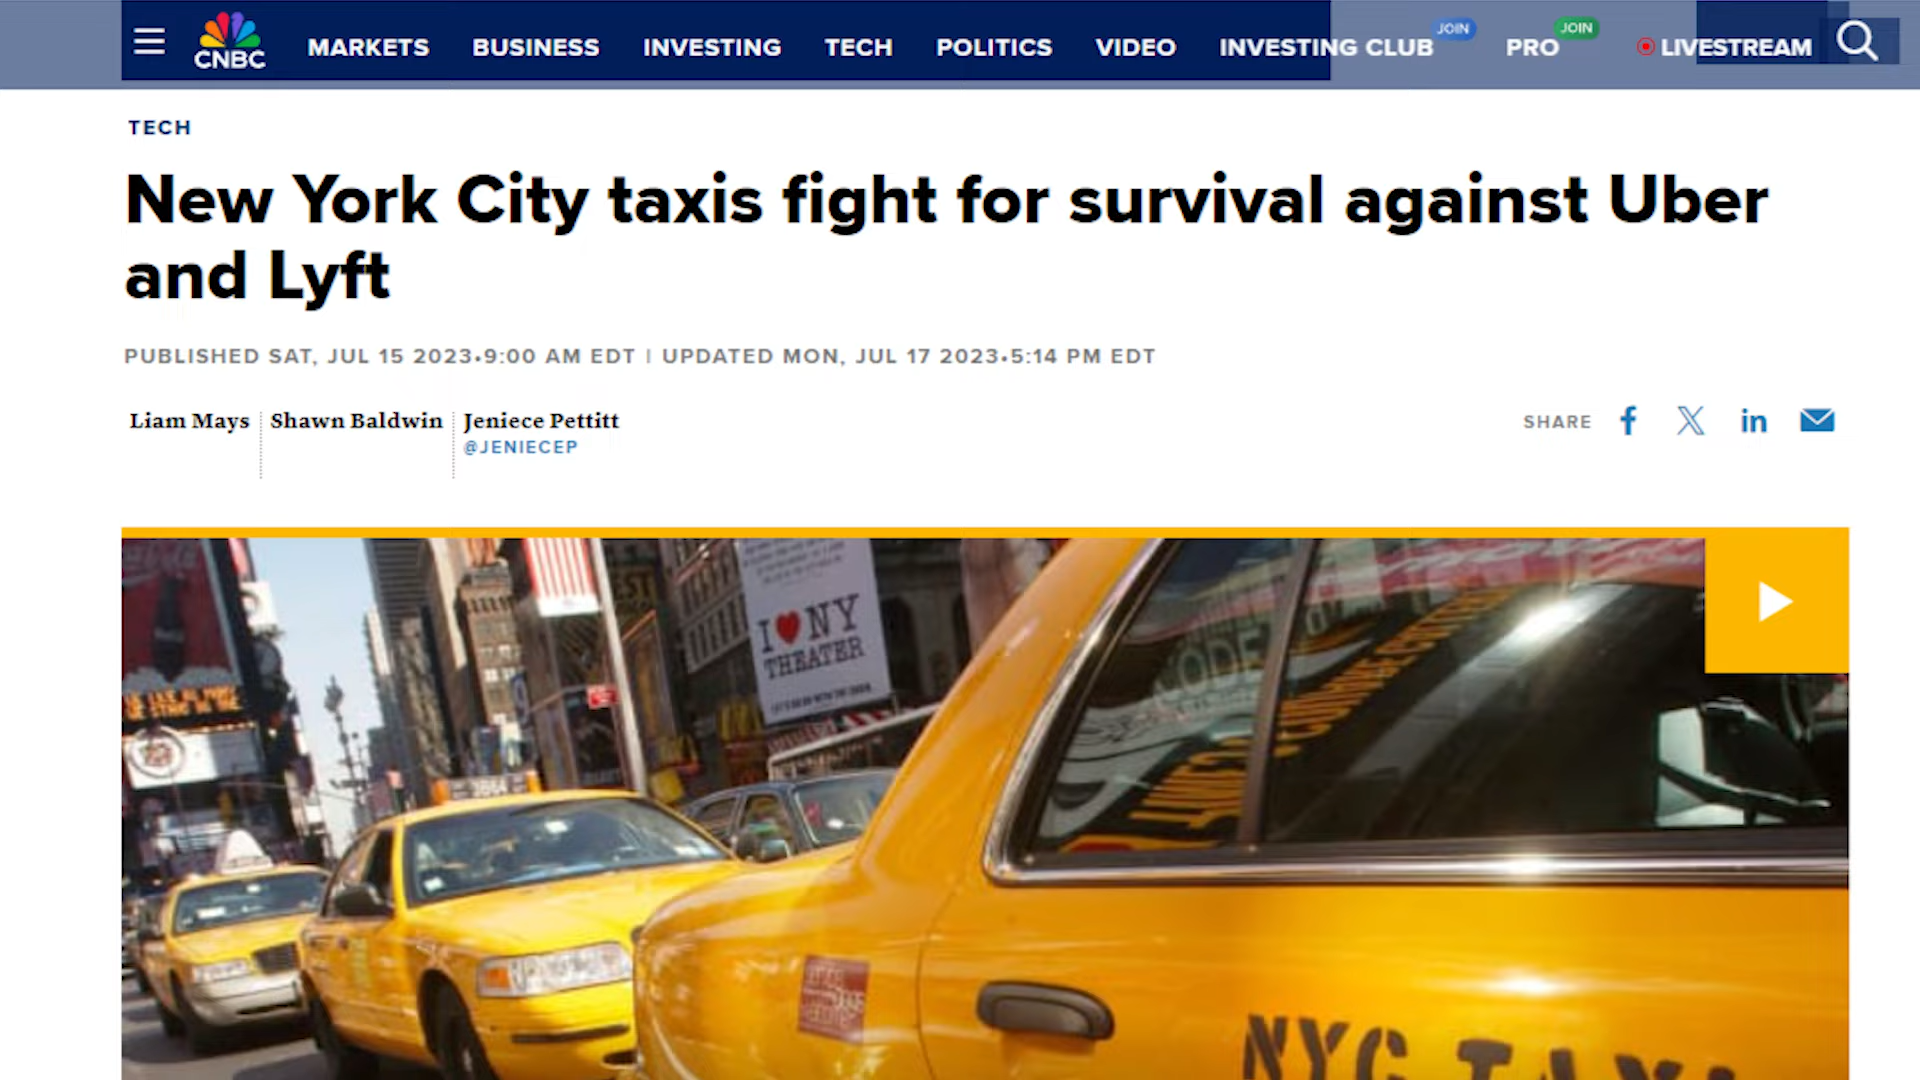 CNBC
MARKETS BUSINESS INVESTING TECH POLITICS VIDEO INVESTING CLUB JOIN PRO JOIN LIVESTREAM
TECH
New York City taxis fight for survival against Uber
and Lyft
PUBLISHED SAT, JUL 15 2023•9:00 AM EDT | UPDATED MON, JUL 17 2023•5:14 PM EDT
Liam Mays Shawn Baldwin Jeniece Pettitt
@JENIECEP
SHARE
I ♥ NY
THEATER
CODE
3664
NYC TAXI